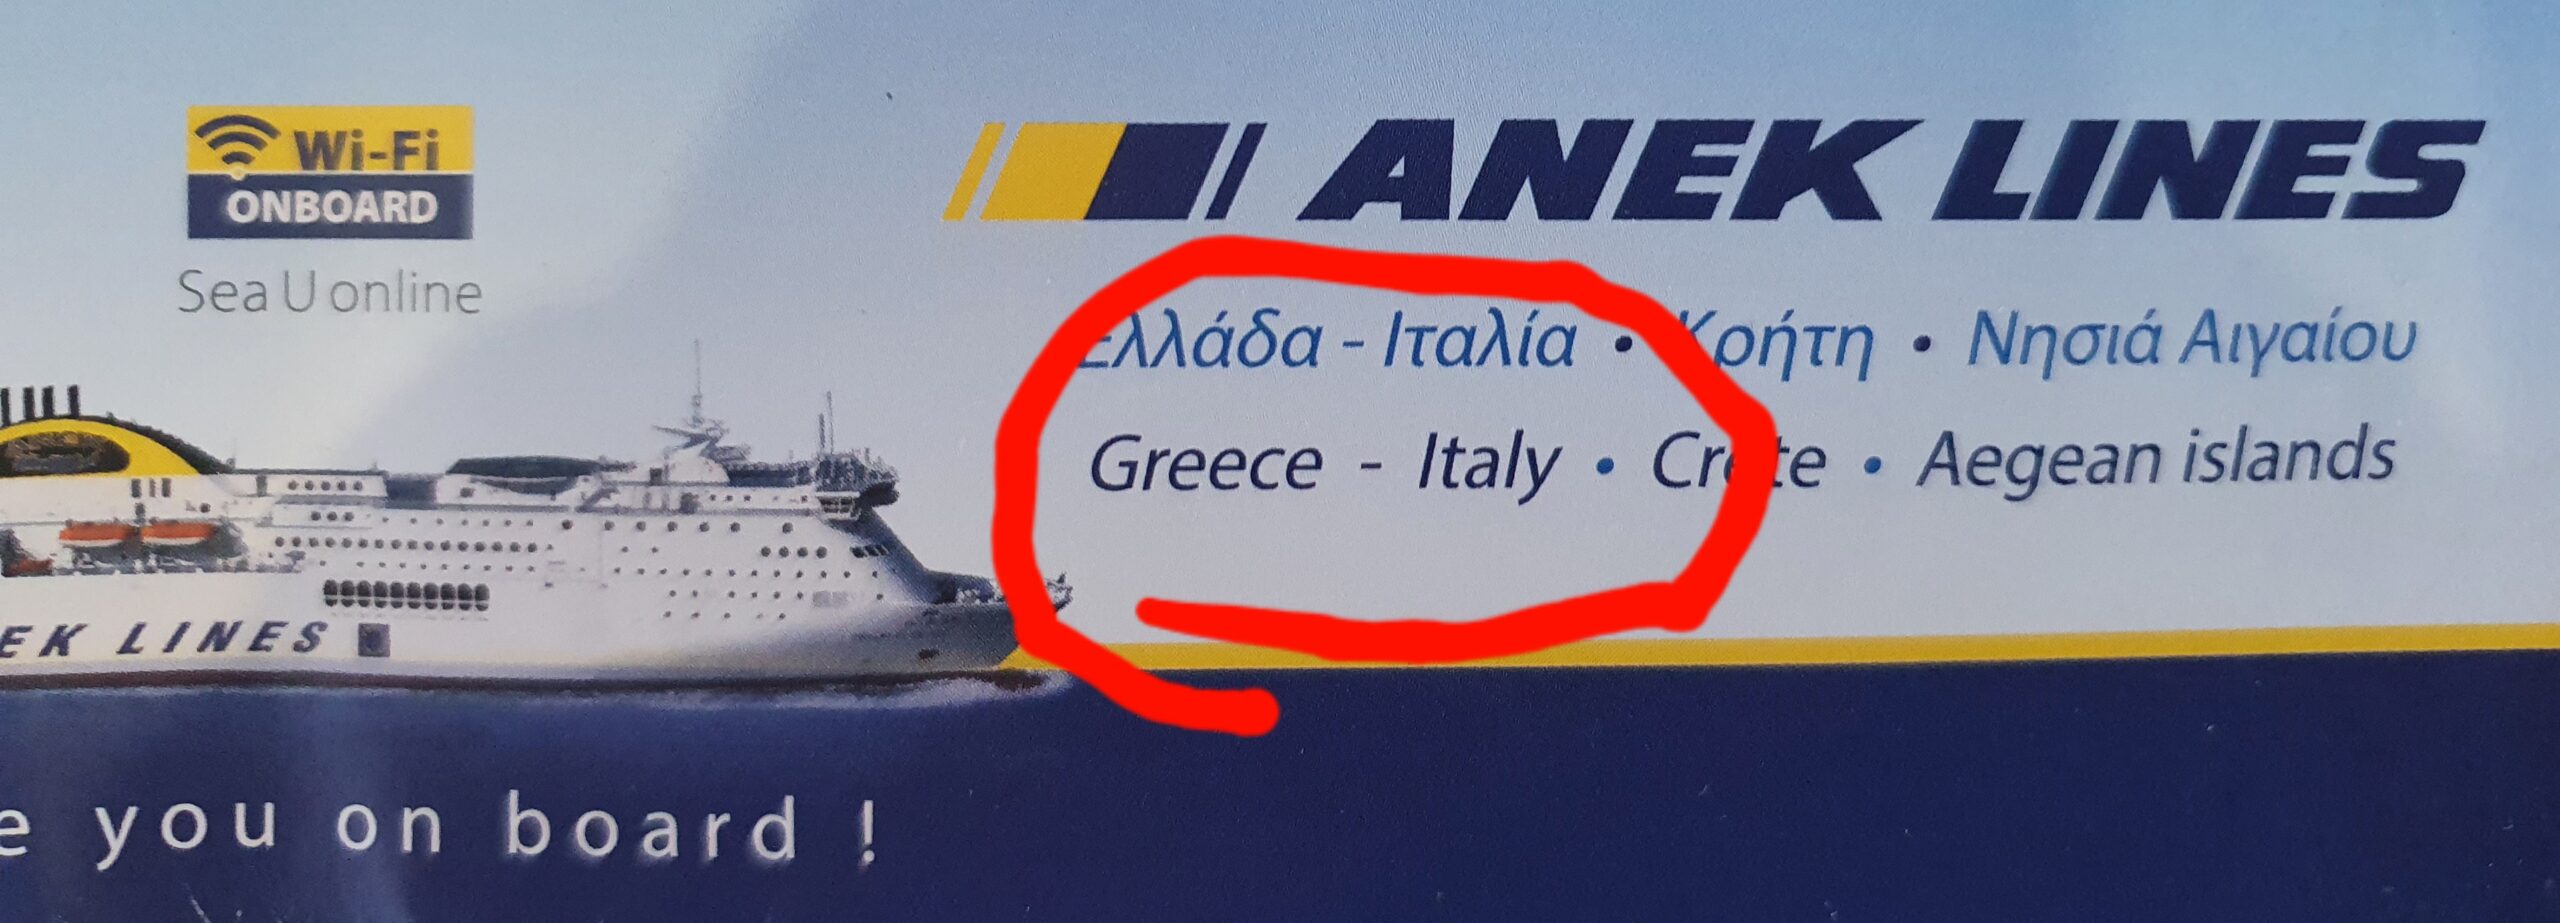 Wi-Fi
ONBOARD
Sea U online
ANEK LINES
Ελλάδα - Ιταλία • Κρήτη • Νησιά Αιγαίου
Greece - Italy • Crete • Aegean islands
EK LINES
e you on board !